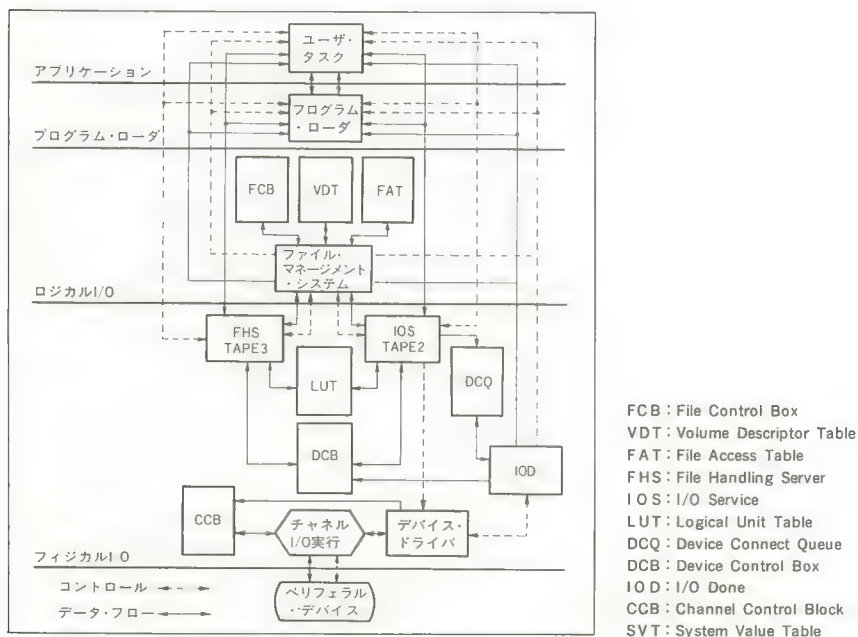 ユーザ・
タスク
アプリケーション
プログラム
・ローダ
プログラム・ローダ
FCB
VDT
FAT
ファイル・
マネージメント
・システム
ロジカルI/O
FHS
TAPE3
IOS
TAPE2
LUT
DCQ
DCB
IOD
CCB
チャネル
I/O実行
デバイス・
ドライバ
フィジカルI O
コントロール
データ・フロー
ペリフェラル
・デバイス
FCB：File Control Box
VDT：Volume Descriptor Table
FAT：File Access Table
FHS：File Handling Server
IOS：I/O Service
LUT：Logical Unit Table
DCQ：Device Connect Queue
DCB：Device Control Box
IOD：I/O Done
CCB：Channel Control Block
SVT：System Value Table